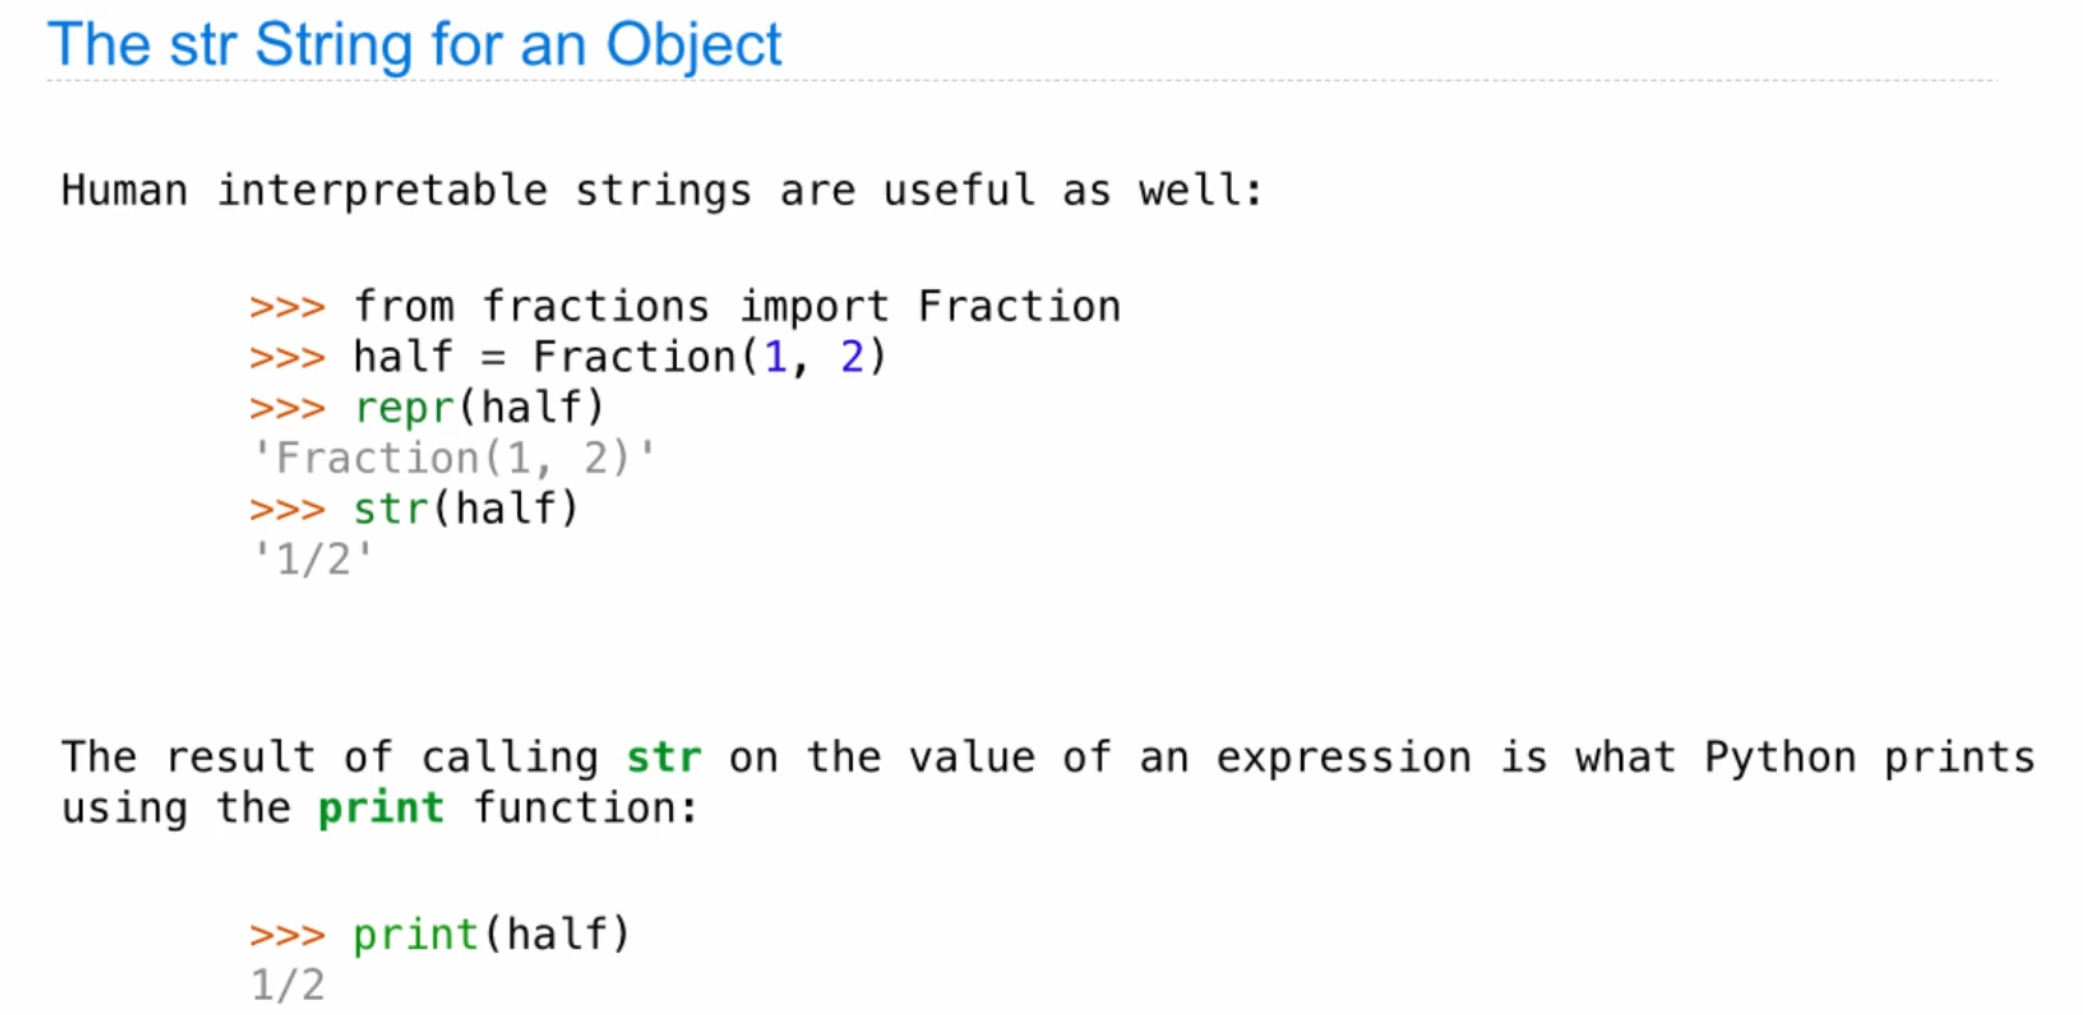 The str String for an Object
Human interpretable strings are useful as well:
>>> from fractions import Fraction
>>> half = Fraction(1, 2)
>>> repr(half)
'Fraction(1, 2)'
>>> str(half)
'1/2'
The result of calling str on the value of an expression is what Python prints
using the print function:
>>> print(half)
1/2